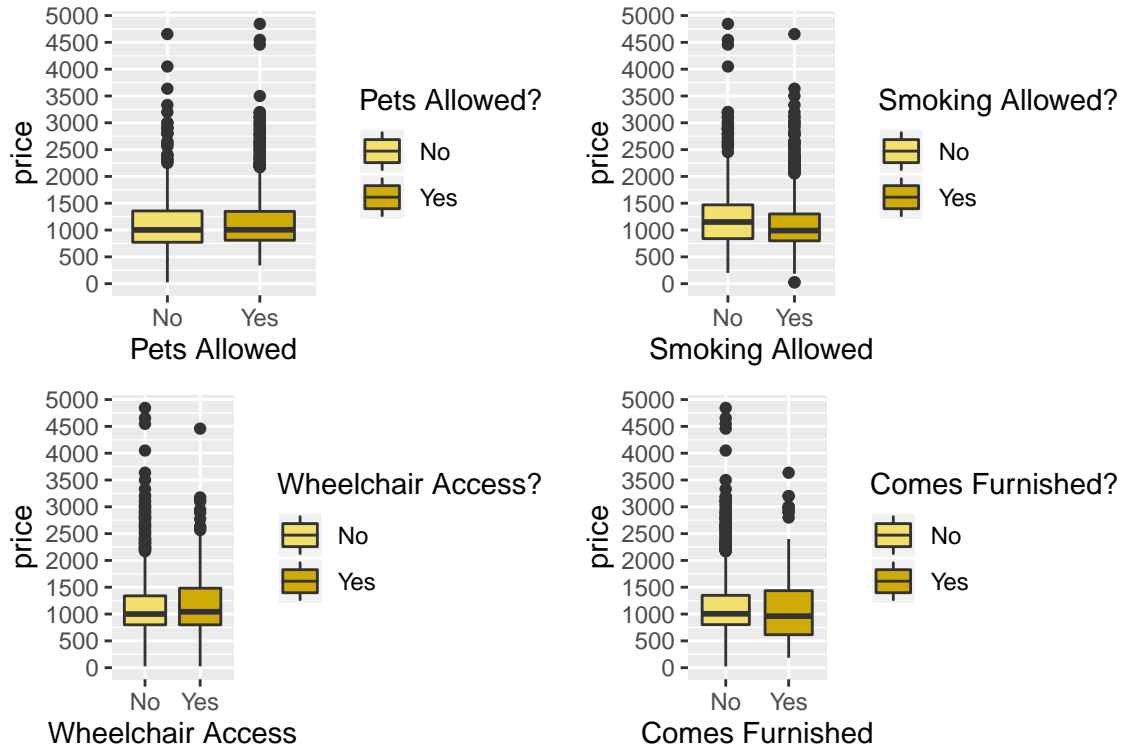 5000
4500
4000
3500
3000
2500
2000
1500
1000
500
0
price
No
Yes
Pets Allowed
Pets Allowed?
No
Yes
5000
4500
4000
3500
3000
2500
2000
1500
1000
500
0
price
No
Yes
Smoking Allowed
Smoking Allowed?
No
Yes
5000
4500
4000
3500
3000
2500
2000
1500
1000
500
0
price
No
Yes
Wheelchair Access
Wheelchair Access?
No
Yes
5000
4500
4000
3500
3000
2500
2000
1500
1000
500
0
price
No
Yes
Comes Furnished
Comes Furnished?
No
Yes